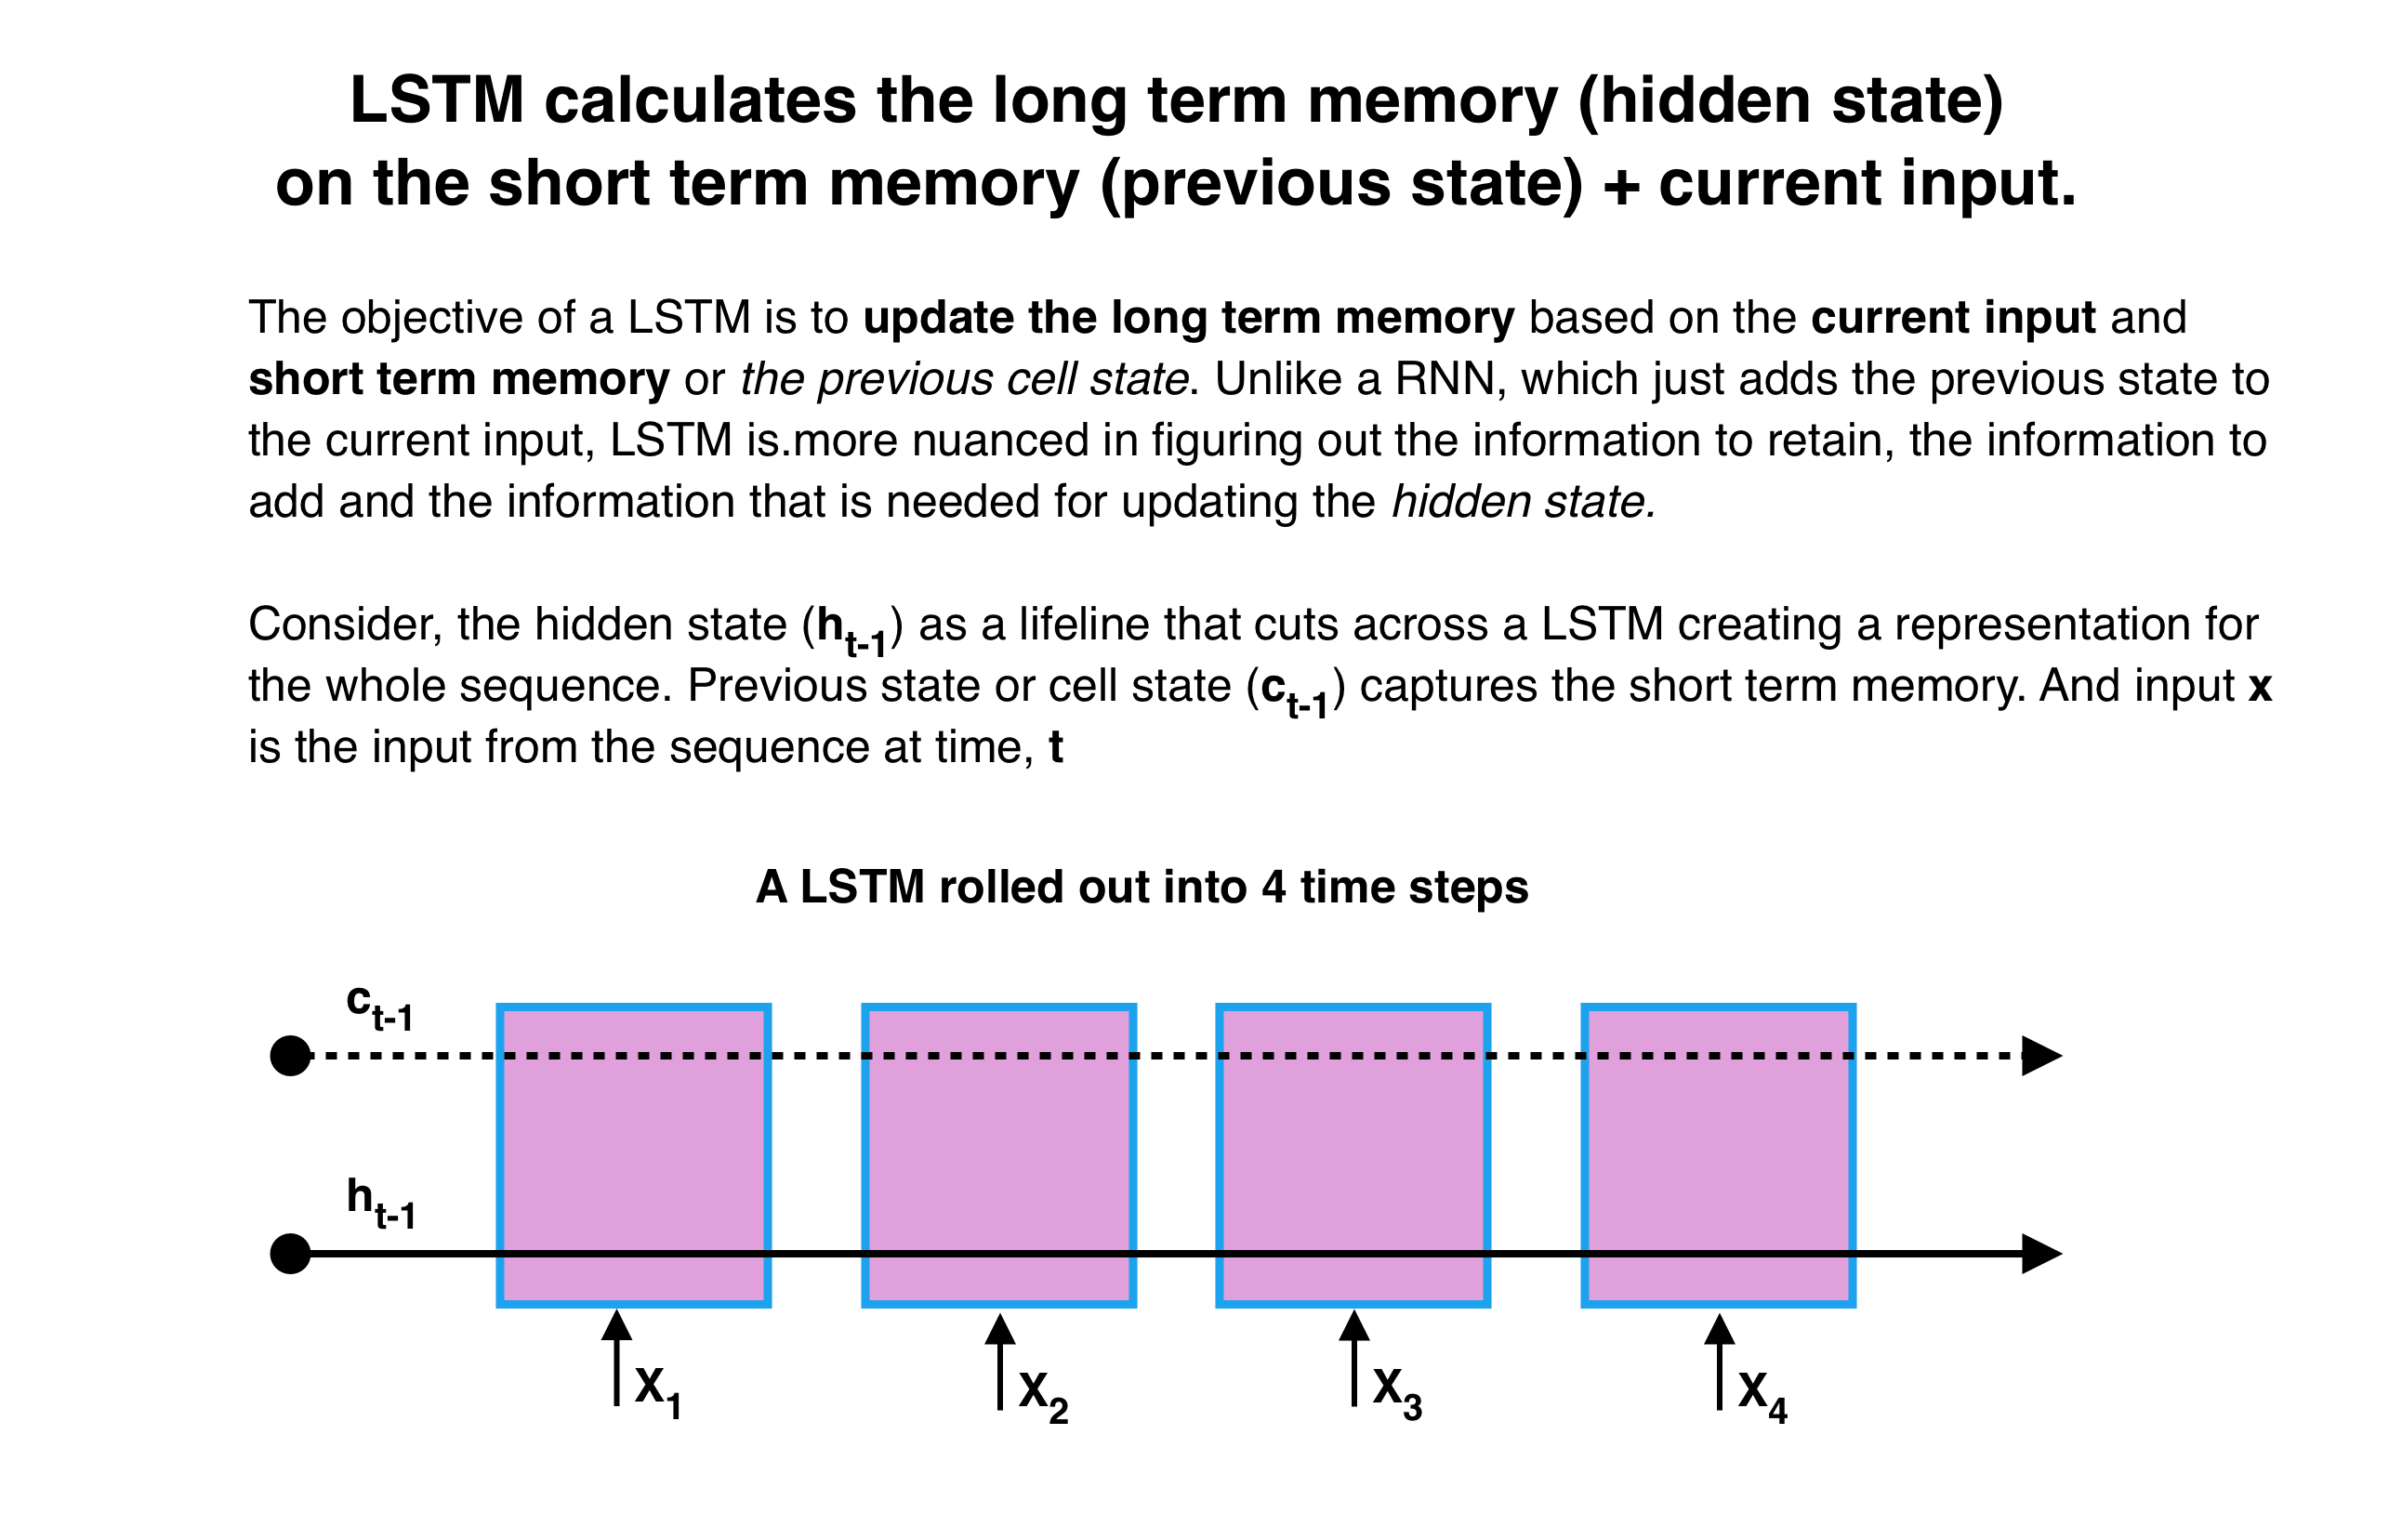 LSTM calculates the long term memory (hidden state)
on the short term memory (previous state) + current input.
The objective of a LSTM is to update the long term memory based on the current input and
short term memory or the previous cell state. Unlike a RNN, which just adds the previous state to
the current input, LSTM is.more nuanced in figuring out the information to retain, the information to
add and the information that is needed for updating the hidden state.
Consider, the hidden state (h_t-1) as a lifeline that cuts across a LSTM creating a representation for
the whole sequence. Previous state or cell state (c_t-1) captures the short term memory. And input x
is the input from the sequence at time, t
A LSTM rolled out into 4 time steps
c_t-1
h_t-1
x_1
x_2
x_3
x_4